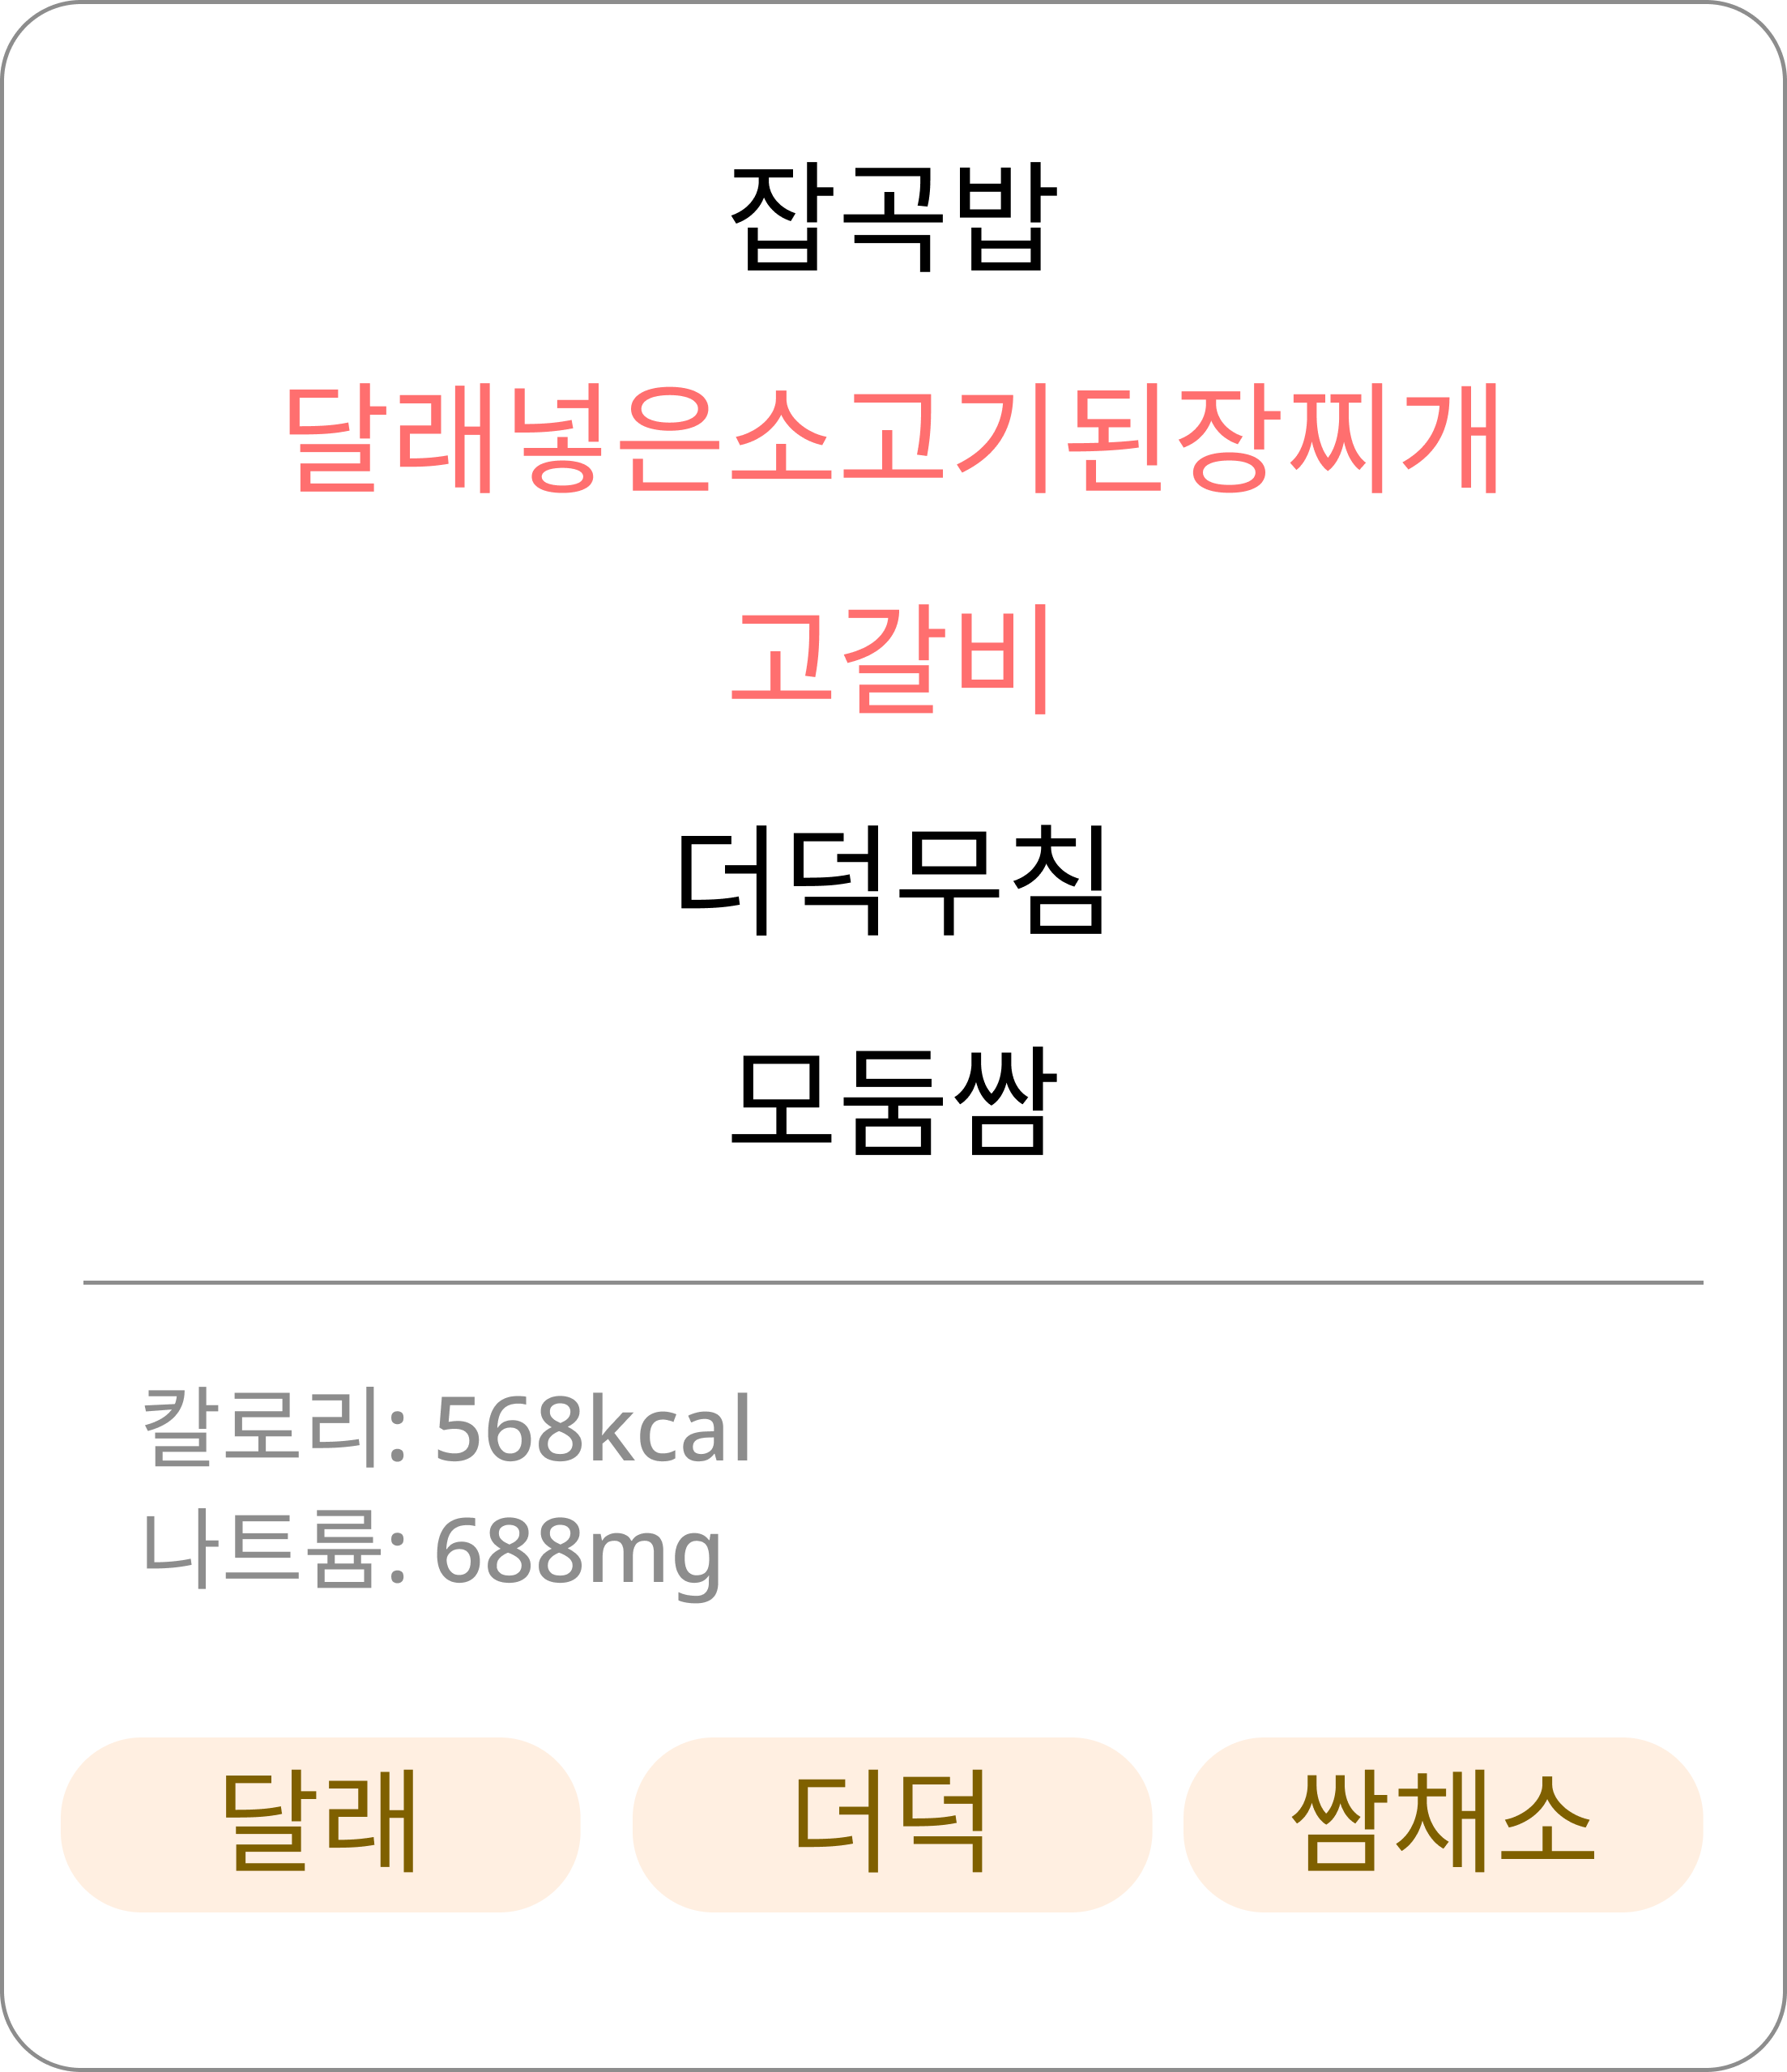 잡곡밥
달래넣은소고기된장찌개
고갈비
더덕무침
모둠쌈
칼로리: 568kcal
나트륨: 688mg
달래 더덕 쌈채소